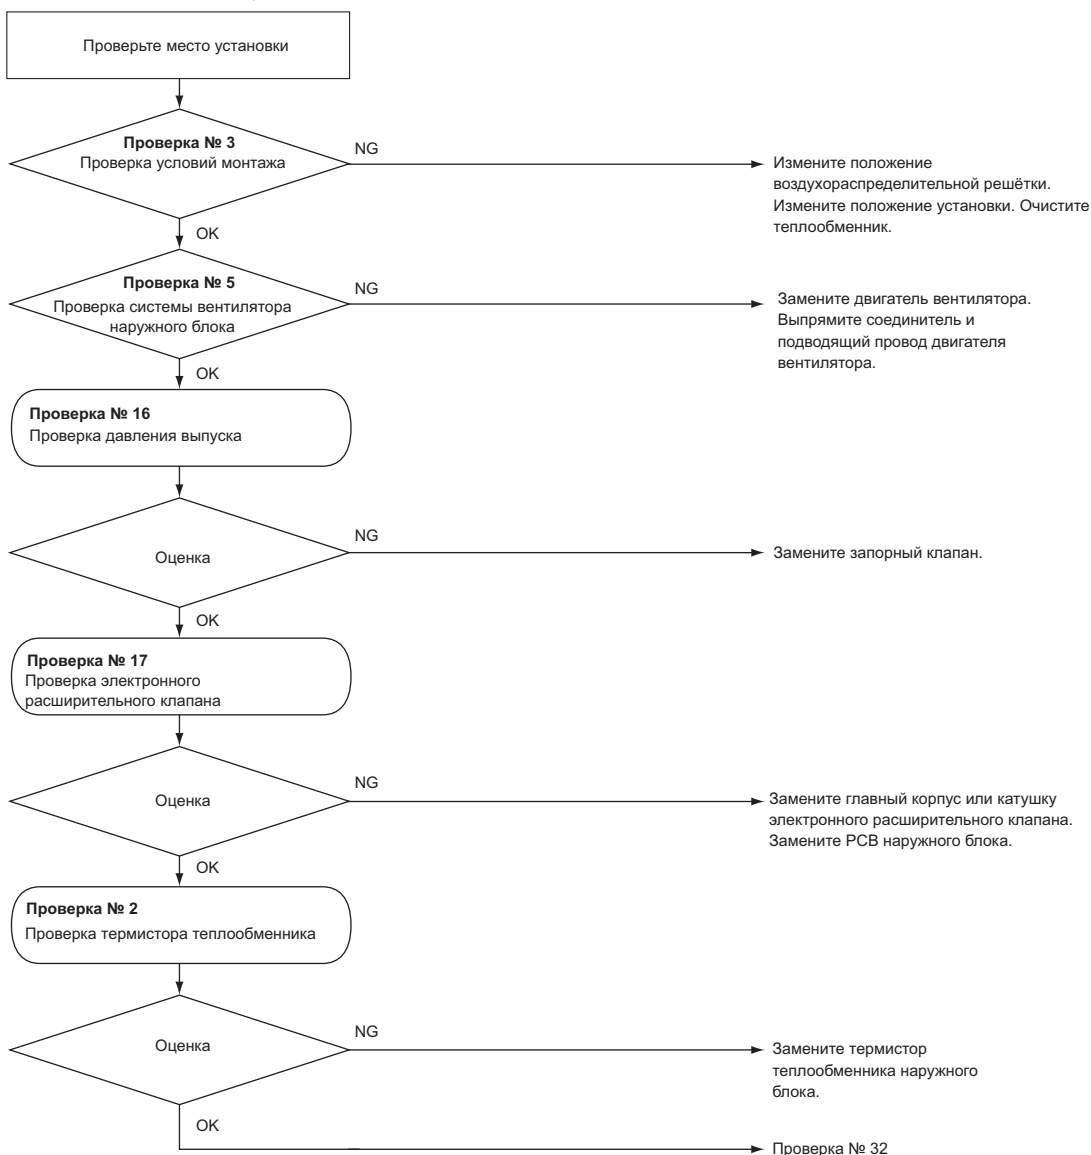 Проверьте место установки
Проверка № 3
Проверка условий монтажа
NG
Измените положение
воздухораспределительной решётки.
Измените положение установки. Очистите
теплообменник.
OK
Проверка № 5
Проверка системы вентилятора
наружного блока
NG
Замените двигатель вентилятора.
Выпрямите соединитель и
подводящий провод двигателя
вентилятора.
OK
Проверка № 16
Проверка давления выпуска
Оценка
NG
Замените запорный клапан.
OK
Проверка № 17
Проверка электронного
расширительного клапана
Оценка
NG
Замените главный корпус или катушку
электронного расширительного клапана.
Замените PCB наружного блока.
OK
Проверка № 2
Проверка термистора теплообменника
Оценка
NG
Замените термистор
теплообменника наружного
блока.
OK
Проверка № 32